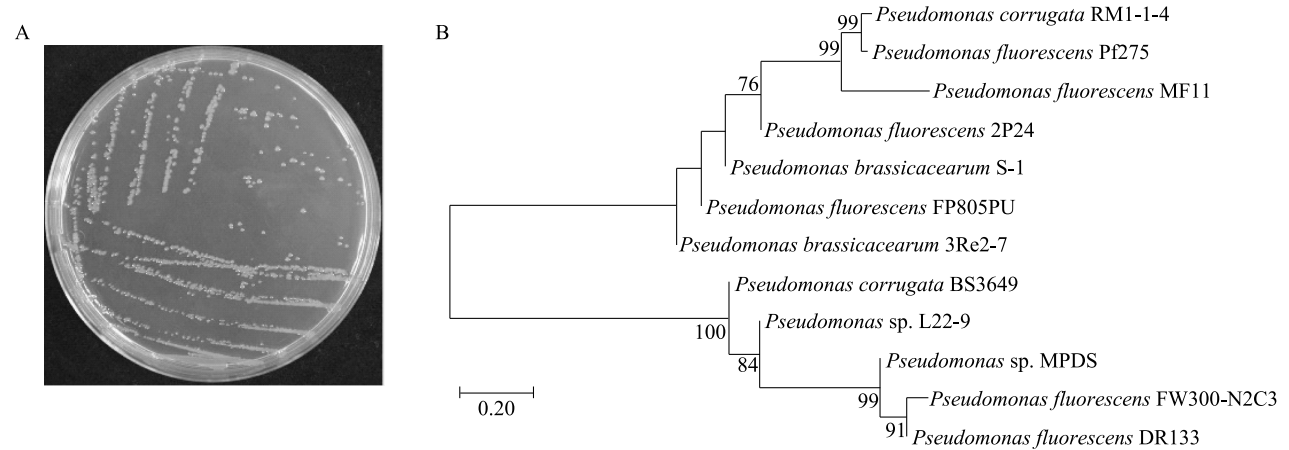 A
B
99
Pseudomonas corrugata RM1-1-4
99
Pseudomonas fluorescens Pf275
76
Pseudomonas fluorescens MF11
Pseudomonas fluorescens 2P24
Pseudomonas brassicacearum S-1
Pseudomonas fluorescens FP805PU
Pseudomonas brassicacearum 3Re2-7
Pseudomonas corrugata BS3649
100
Pseudomonas sp. L22-9
84
Pseudomonas sp. MPDS
99
Pseudomonas fluorescens FW300-N2C3
91
Pseudomonas fluorescens DR133
0.20